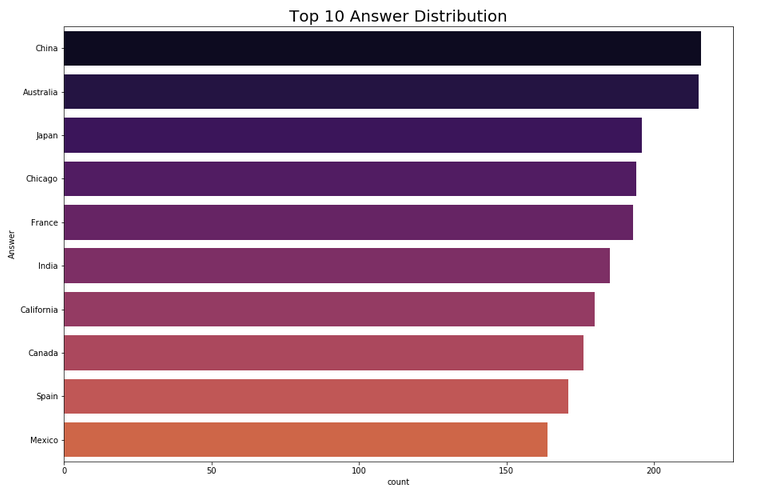 Top 10 Answer Distribution
China
Australia
Japan
Chicago
France
India
California
Canada
Spain
Mexico
Answer
0 50 100 150 200
count